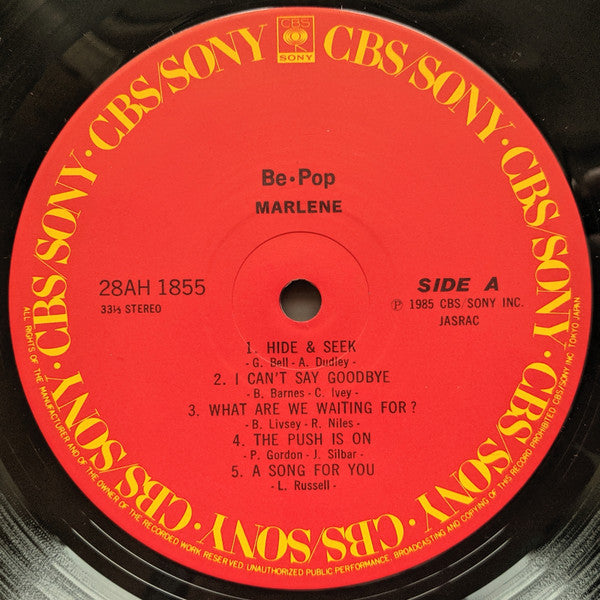 CBS/SONY · CBS/SONY · CBS/SONY · CBS/SONY · CBS/SONY · CBS/SONY · CBS/SONY · CBS/SONY ·
CBS
SONY
Be•Pop
MARLENE
28AH 1855
33⅓ STEREO
SIDE A
Ⓟ 1985 CBS/SONY INC.
JASRAC
1. HIDE & SEEK
- G. Bell - A. Dudley -
2. I CAN'T SAY GOODBYE
- B. Barnes - C. Ivey -
3. WHAT ARE WE WAITING FOR?
- B. Livsey - R. Niles -
4. THE PUSH IS ON
- P. Gordon - J. Silbar -
5. A SONG FOR YOU
- L. Russell -
ALL RIGHTS OF THE MANUFACTURER AND OF THE OWNER OF THE RECORDED WORK RESERVED. UNAUTHORIZED PUBLIC PERFORMANCE, BROADCASTING AND COPYING OF THIS RECORD PROHIBITED. CBS/SONY INC. TOKYO JAPAN